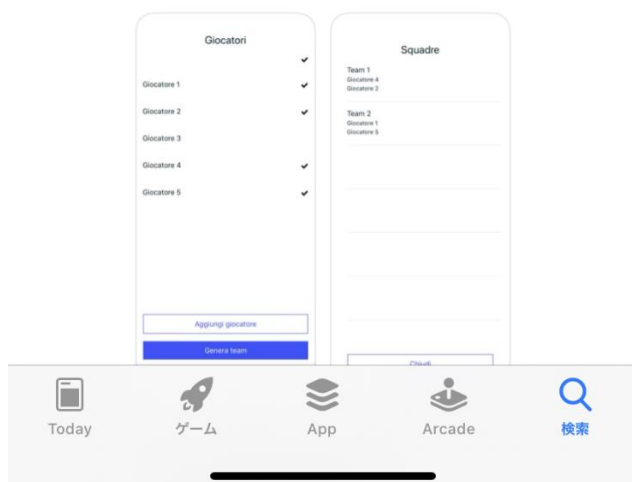 Giocatori
Giocatore 1
Giocatore 2
Giocatore 3
Giocatore 4
Giocatore 5
Aggiungi giocatore
Genera team
Squadre
Team 1
Giocatore 4
Giocatore 2
Team 2
Giocatore 1
Giocatore 5
Chiudi
Today
ゲーム
App
Arcade
検索